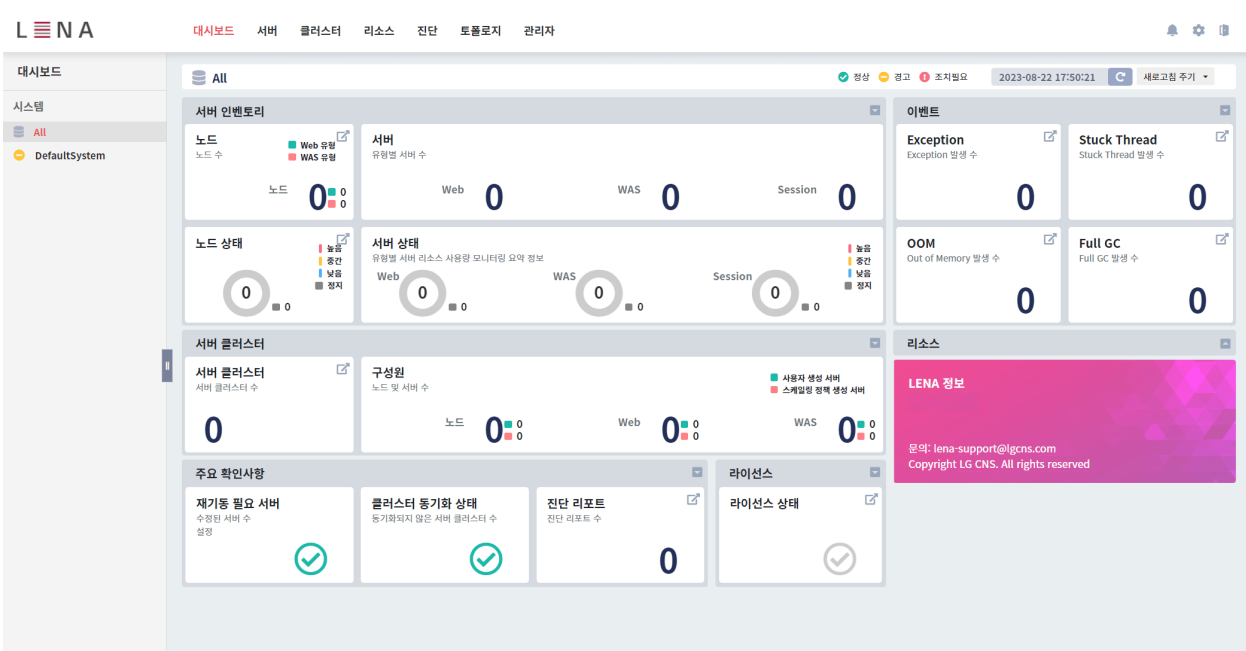 LENA
대시보드 서버 클러스터 리소스 진단 토폴로지 관리자
대시보드
시스템
All
DefaultSystem
All
정상 경고 조치필요 2023-08-22 17:50:21 새로고침 주기
서버 인벤토리
노드
노드 수
Web 유형
WAS 유형
노드 0 0
0
서버
유형별 서버 수
Web 0 WAS 0 Session 0
노드 상태
높음
중간
낮음
정지
0
0
서버 상태
유형별 서버 리소스 사용량 모니터링 요약 정보
높음
중간
낮음
정지
Web 0 0
WAS 0 0
Session 0 0
이벤트
Exception
Exception 발생 수
0
Stuck Thread
Stuck Thread 발생 수
0
OOM
Out of Memory 발생 수
0
Full GC
Full GC 발생 수
0
서버 클러스터
서버 클러스터
서버 클러스터 수
0
구성원
노드 및 서버 수
사용자 생성 서버
스케일링 정책 생성 서버
노드 0 0
0
Web 0 0
0
WAS 0 0
0
리소스
LENA 정보
문의: lena-support@lgcns.com
Copyright LG CNS. All rights reserved
주요 확인사항
재기동 필요 서버
수정된 서버 수
설정
클러스터 동기화 상태
동기화되지 않은 서버 클러스터 수
진단 리포트
진단 리포트 수
0
라이선스
라이선스 상태